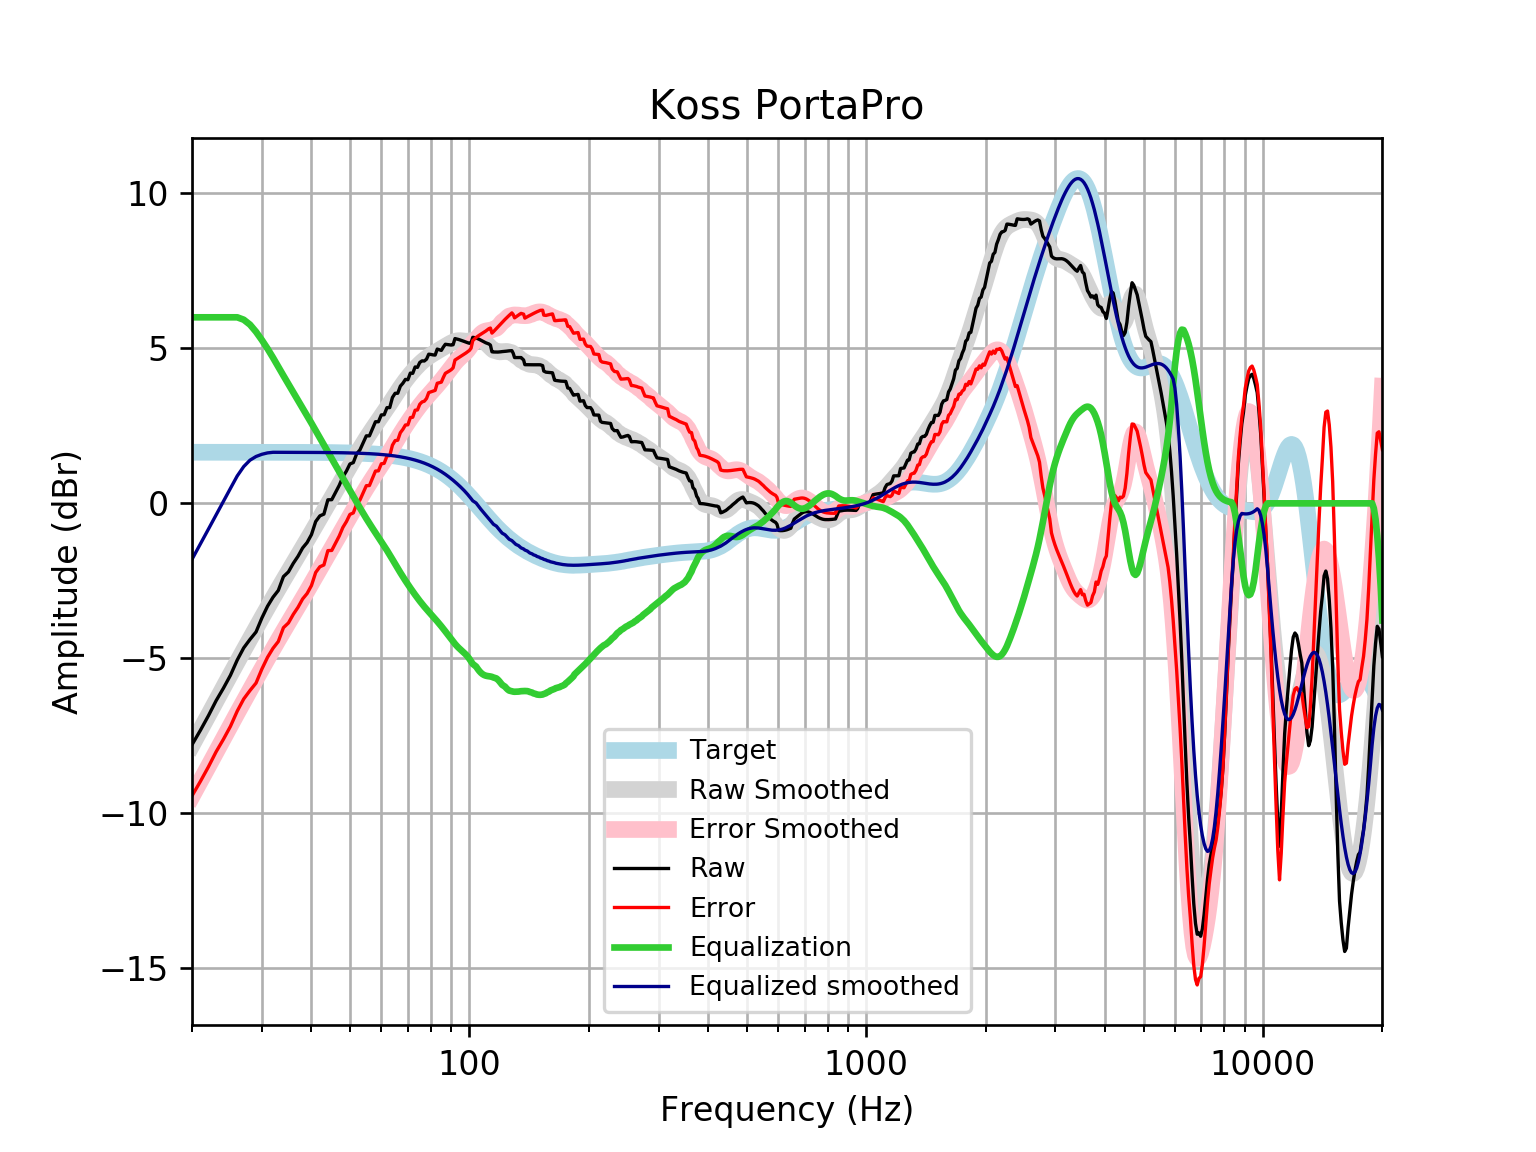 Koss PortaPro
10
5
0
−5
−10
−15
Amplitude (dBr)
Target
Raw Smoothed
Error Smoothed
Raw
Error
Equalization
Equalized smoothed
100
1000
10000
Frequency (Hz)